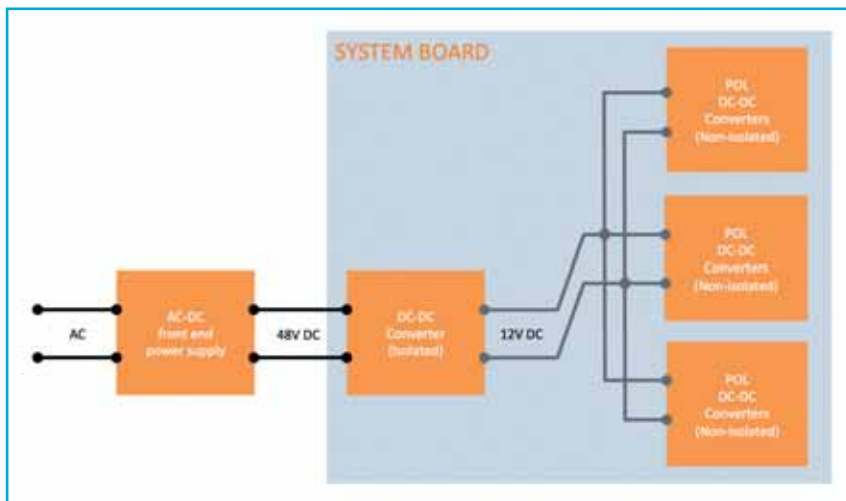 SYSTEM BOARD
POL
DC-DC
Converters
(Non-isolated)
POL
DC-DC
Converters
(Non-isolated)
AC
AC-DC
front end
power supply
48V DC
DC-DC
Converter
(Isolated)
12V DC
POL
DC-DC
Converters
(Non-isolated)